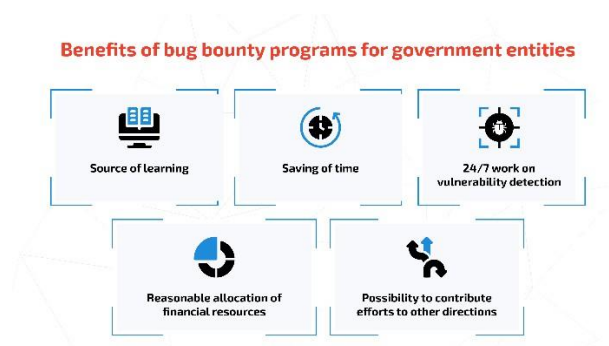 Benefits of bug bounty programs for government entities
Source of learning
Saving of time
24/7 work on
vulnerability detection
Reasonable allocation of
financial resources
Possibility to contribute
efforts to other directions